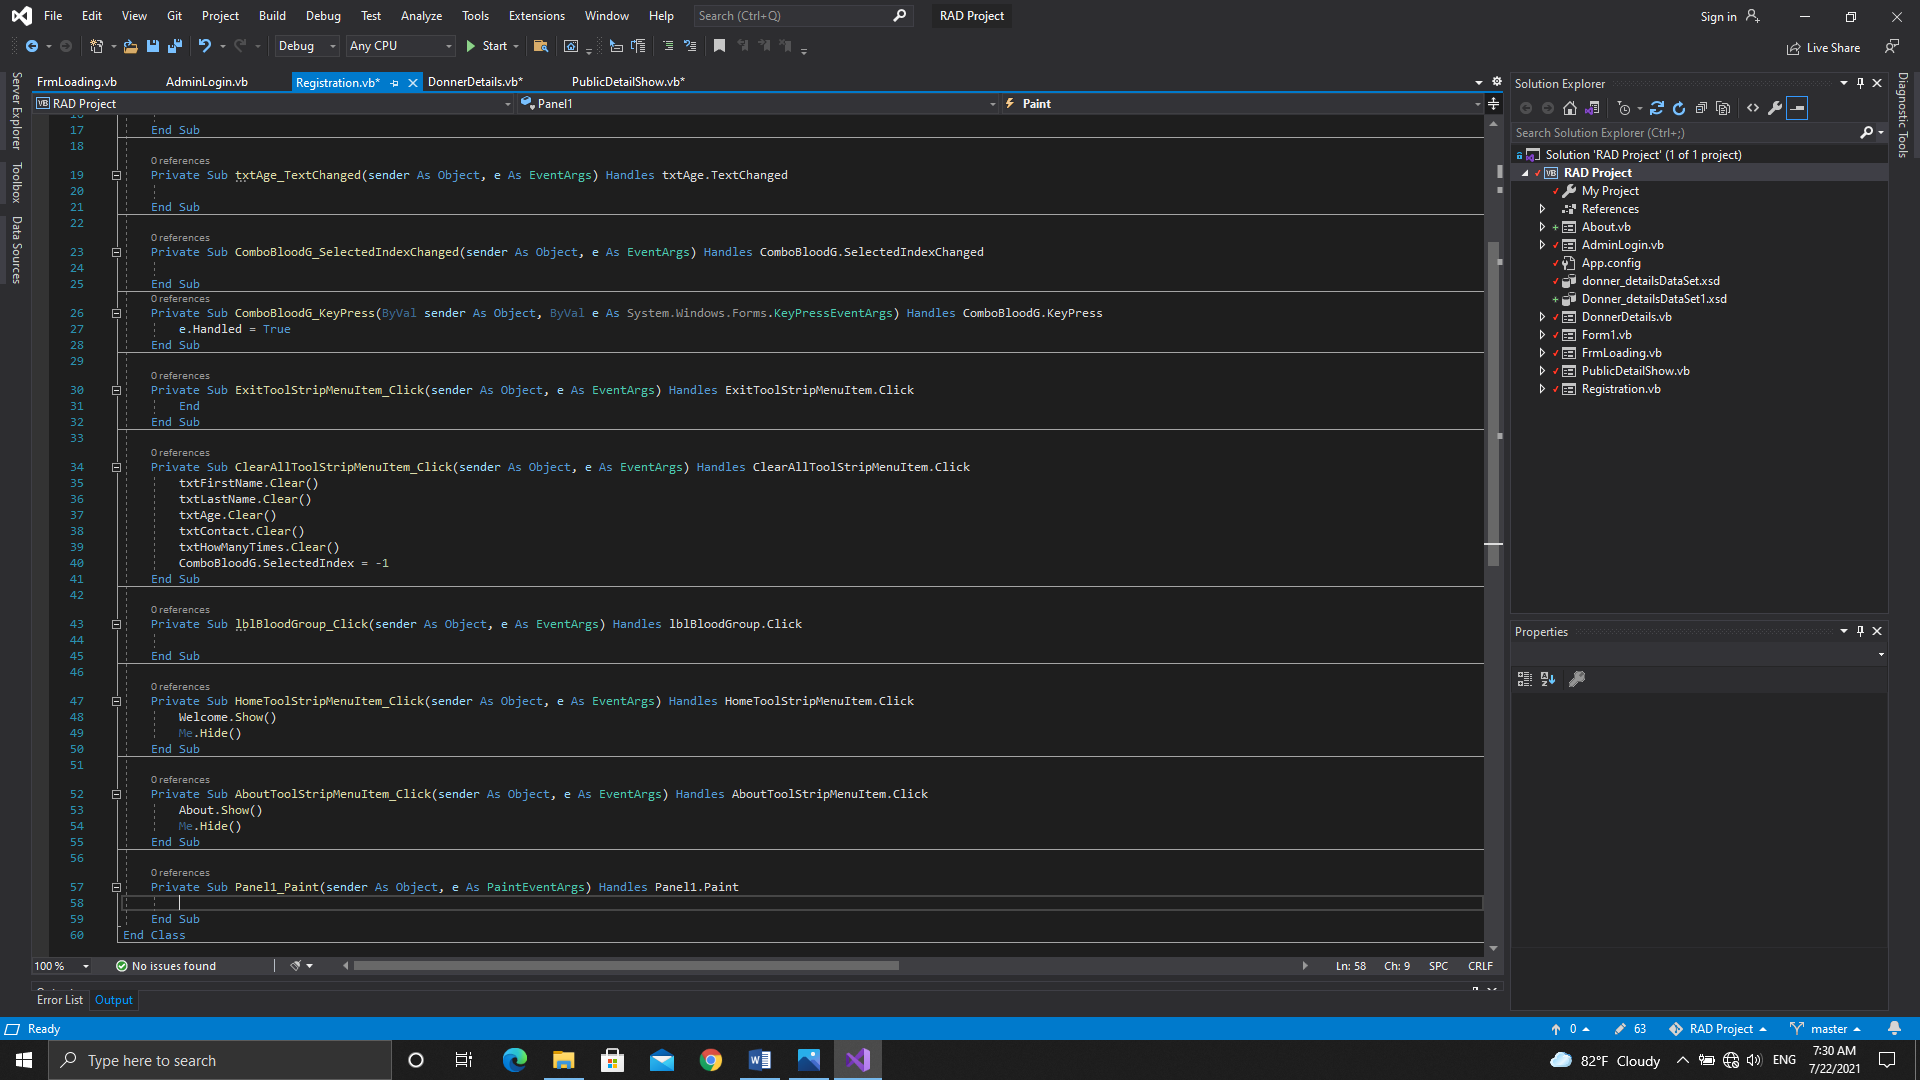 File Edit View Git Project Build Debug Test Analyze Tools Extensions Window Help Search (Ctrl+Q) RAD Project Sign in
Debug Any CPU Start Live Share
FrmLoading.vb AdminLogin.vb Registration.vb* DonnerDetails.vb* PublicDetailShow.vb*
RAD Project Panel1 Paint
Server Explorer
Toolbox
Data Sources
16
17 End Sub
18
0 references
19 Private Sub txtAge_TextChanged(sender As Object, e As EventArgs) Handles txtAge.TextChanged
20
21 End Sub
22
0 references
23 Private Sub ComboBloodG_SelectedIndexChanged(sender As Object, e As EventArgs) Handles ComboBloodG.SelectedIndexChanged
24
25 End Sub
0 references
26 Private Sub ComboBloodG_KeyPress(ByVal sender As Object, ByVal e As System.Windows.Forms.KeyPressEventArgs) Handles ComboBloodG.KeyPress
27 e.Handled = True
28 End Sub
29
0 references
30 Private Sub ExitToolStripMenuItem_Click(sender As Object, e As EventArgs) Handles ExitToolStripMenuItem.Click
31 End
32 End Sub
33
0 references
34 Private Sub ClearAllToolStripMenuItem_Click(sender As Object, e As EventArgs) Handles ClearAllToolStripMenuItem.Click
35 txtFirstName.Clear()
36 txtLastName.Clear()
37 txtAge.Clear()
38 txtContact.Clear()
39 txtHowManyTimes.Clear()
40 ComboBloodG.SelectedIndex = -1
41 End Sub
42
0 references
43 Private Sub lblBloodGroup_Click(sender As Object, e As EventArgs) Handles lblBloodGroup.Click
44
45 End Sub
46
0 references
47 Private Sub HomeToolStripMenuItem_Click(sender As Object, e As EventArgs) Handles HomeToolStripMenuItem.Click
48 Welcome.Show()
49 Me.Hide()
50 End Sub
51
0 references
52 Private Sub AboutToolStripMenuItem_Click(sender As Object, e As EventArgs) Handles AboutToolStripMenuItem.Click
53 About.Show()
54 Me.Hide()
55 End Sub
56
0 references
57 Private Sub Panel1_Paint(sender As Object, e As PaintEventArgs) Handles Panel1.Paint
58
59 End Sub
60 End Class
100 % No issues found Ln: 58 Ch: 9 SPC CRLF
Error List Output
Solution Explorer
Search Solution Explorer (Ctrl+;)
Solution 'RAD Project' (1 of 1 project)
RAD Project
My Project
References
About.vb
AdminLogin.vb
App.config
donner_detailsDataSet.xsd
Donner_detailsDataSet1.xsd
DonnerDetails.vb
Form1.vb
FrmLoading.vb
PublicDetailShow.vb
Registration.vb
Properties
Diagnostic Tools
Ready 0 63 RAD Project master
Type here to search 82°F Cloudy ENG 7:30 AM
7/22/2021